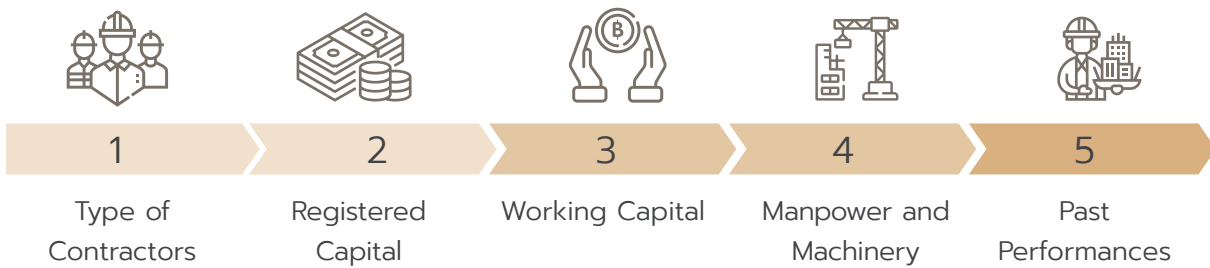 ฿
1
2
3
4
5
Type of
Contractors
Registered
Capital
Working Capital
Manpower and
Machinery
Past
Performances